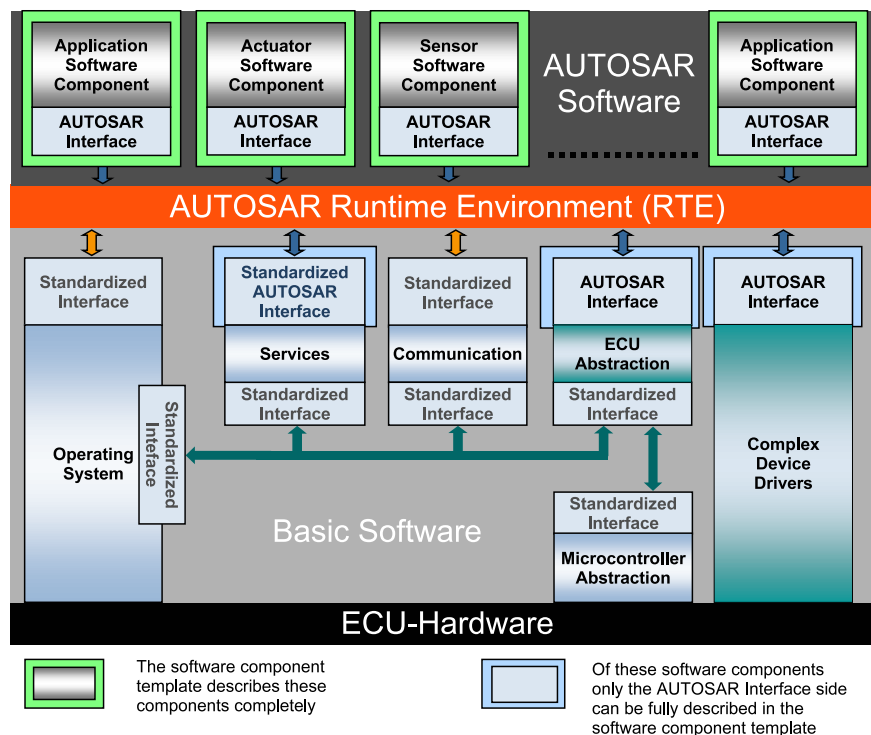 Application
Software
Component
AUTOSAR
Interface
Actuator
Software
Component
AUTOSAR
Interface
Sensor
Software
Component
AUTOSAR
Interface
AUTOSAR
Software
Application
Software
Component
AUTOSAR
Interface
AUTOSAR Runtime Environment (RTE)
Standardized
Interface
Operating
System
Standardized
Inteface
Standardized
AUTOSAR
Interface
Services
Standardized
Interface
Standardized
Interface
Communication
Standardized
Interface
AUTOSAR
Interface
ECU
Abstraction
Standardized
Interface
Standardized
Interface
Microcontroller
Abstraction
AUTOSAR
Interface
Complex
Device
Drivers
Basic Software
ECU-Hardware
The software component
template describes these
components completely
Of these software components
only the AUTOSAR Interface side
can be fully described in the
software component template